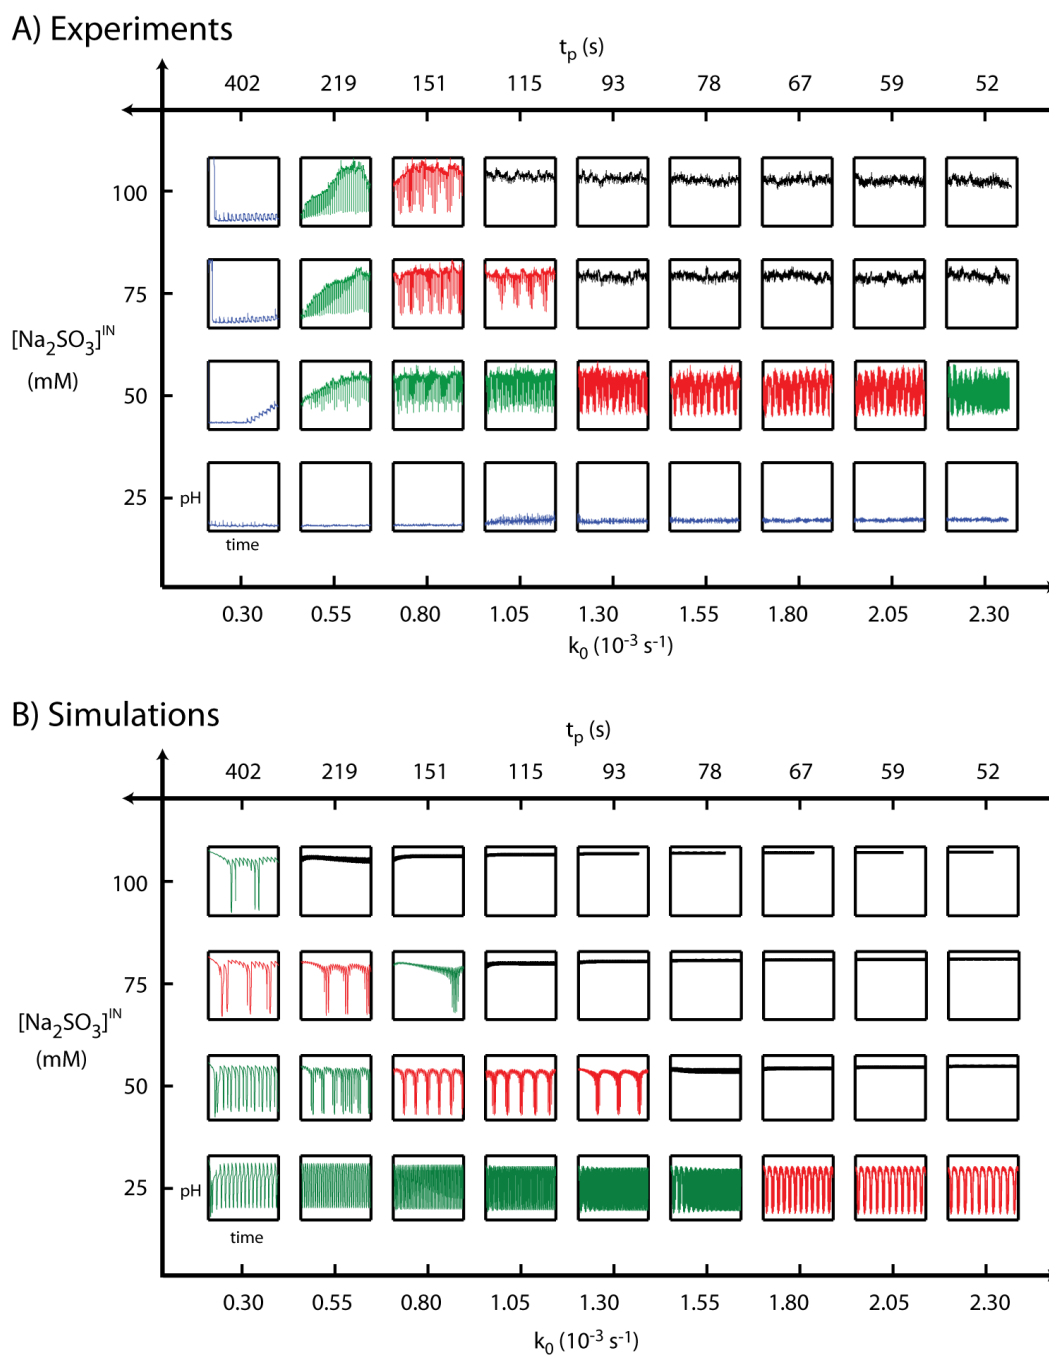 A) Experiments
tp (s)
402 219 151 115 93 78 67 59 52
100
75
[Na2SO3]IN
(mM)
50
25 pH
time
0.30 0.55 0.80 1.05 1.30 1.55 1.80 2.05 2.30
k0 (10-3 s-1)
B) Simulations
tp (s)
402 219 151 115 93 78 67 59 52
100
75
[Na2SO3]IN
(mM)
50
25 pH
time
0.30 0.55 0.80 1.05 1.30 1.55 1.80 2.05 2.30
k0 (10-3 s-1)